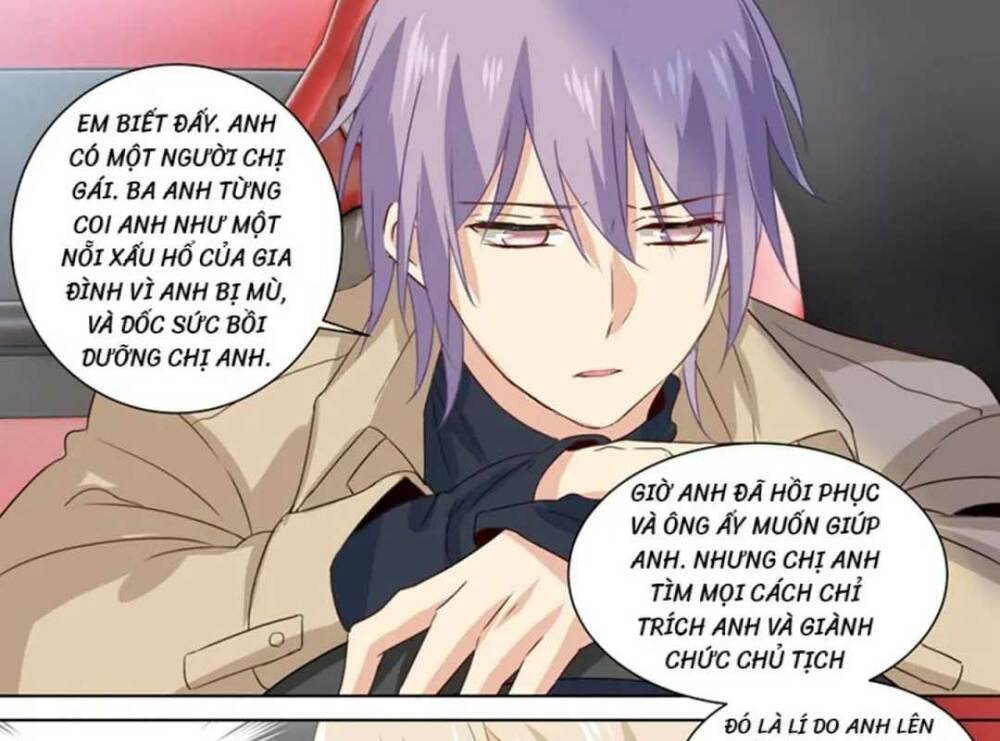 EM BIẾT ĐẤY. ANH
CÓ MỘT NGƯỜI CHỊ
GÁI. BA ANH TỪNG
COI ANH NHƯ MỘT
NỖI XẤU HỔ CỦA GIA
ĐÌNH VÌ ANH BỊ MÙ,
VÀ DỐC SỨC BỒI
DƯỠNG CHỊ ANH.
GIỜ ANH ĐÃ HỒI PHỤC
VÀ ÔNG ẤY MUỐN GIÚP
ANH. NHƯNG CHỊ ANH
TÌM MỌI CÁCH CHỈ
TRÍCH ANH VÀ GIÀNH
CHỨC CHỦ TỊCH
ĐÓ LÀ LÍ DO ANH LÊN